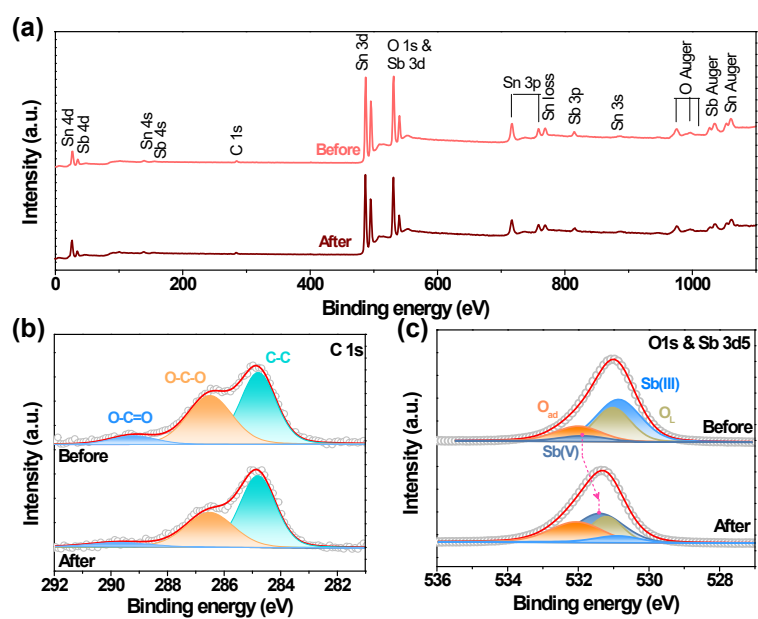 (a)
Intensity (a.u.)
Sn 4d
Sb 4d
Sn 4s
Sb 4s
C 1s
Sn 3d
O 1s &
Sb 3d
Sn 3p
Sn loss
Sb 3p
Sn 3s
O Auger
Sb Auger
Sn Auger
Before
After
0 200 400 600 800 1000
Binding energy (eV)
(b)
C 1s
Intensity (a.u.)
C-C
O-C-O
O-C=O
Before
After
292 290 288 286 284 282
Binding energy (eV)
(c)
O1s & Sb 3d5
Intensity (a.u.)
Sb(III)
Oad
OL
Before
Sb(V)
After
536 534 532 530 528
Binding energy (eV)